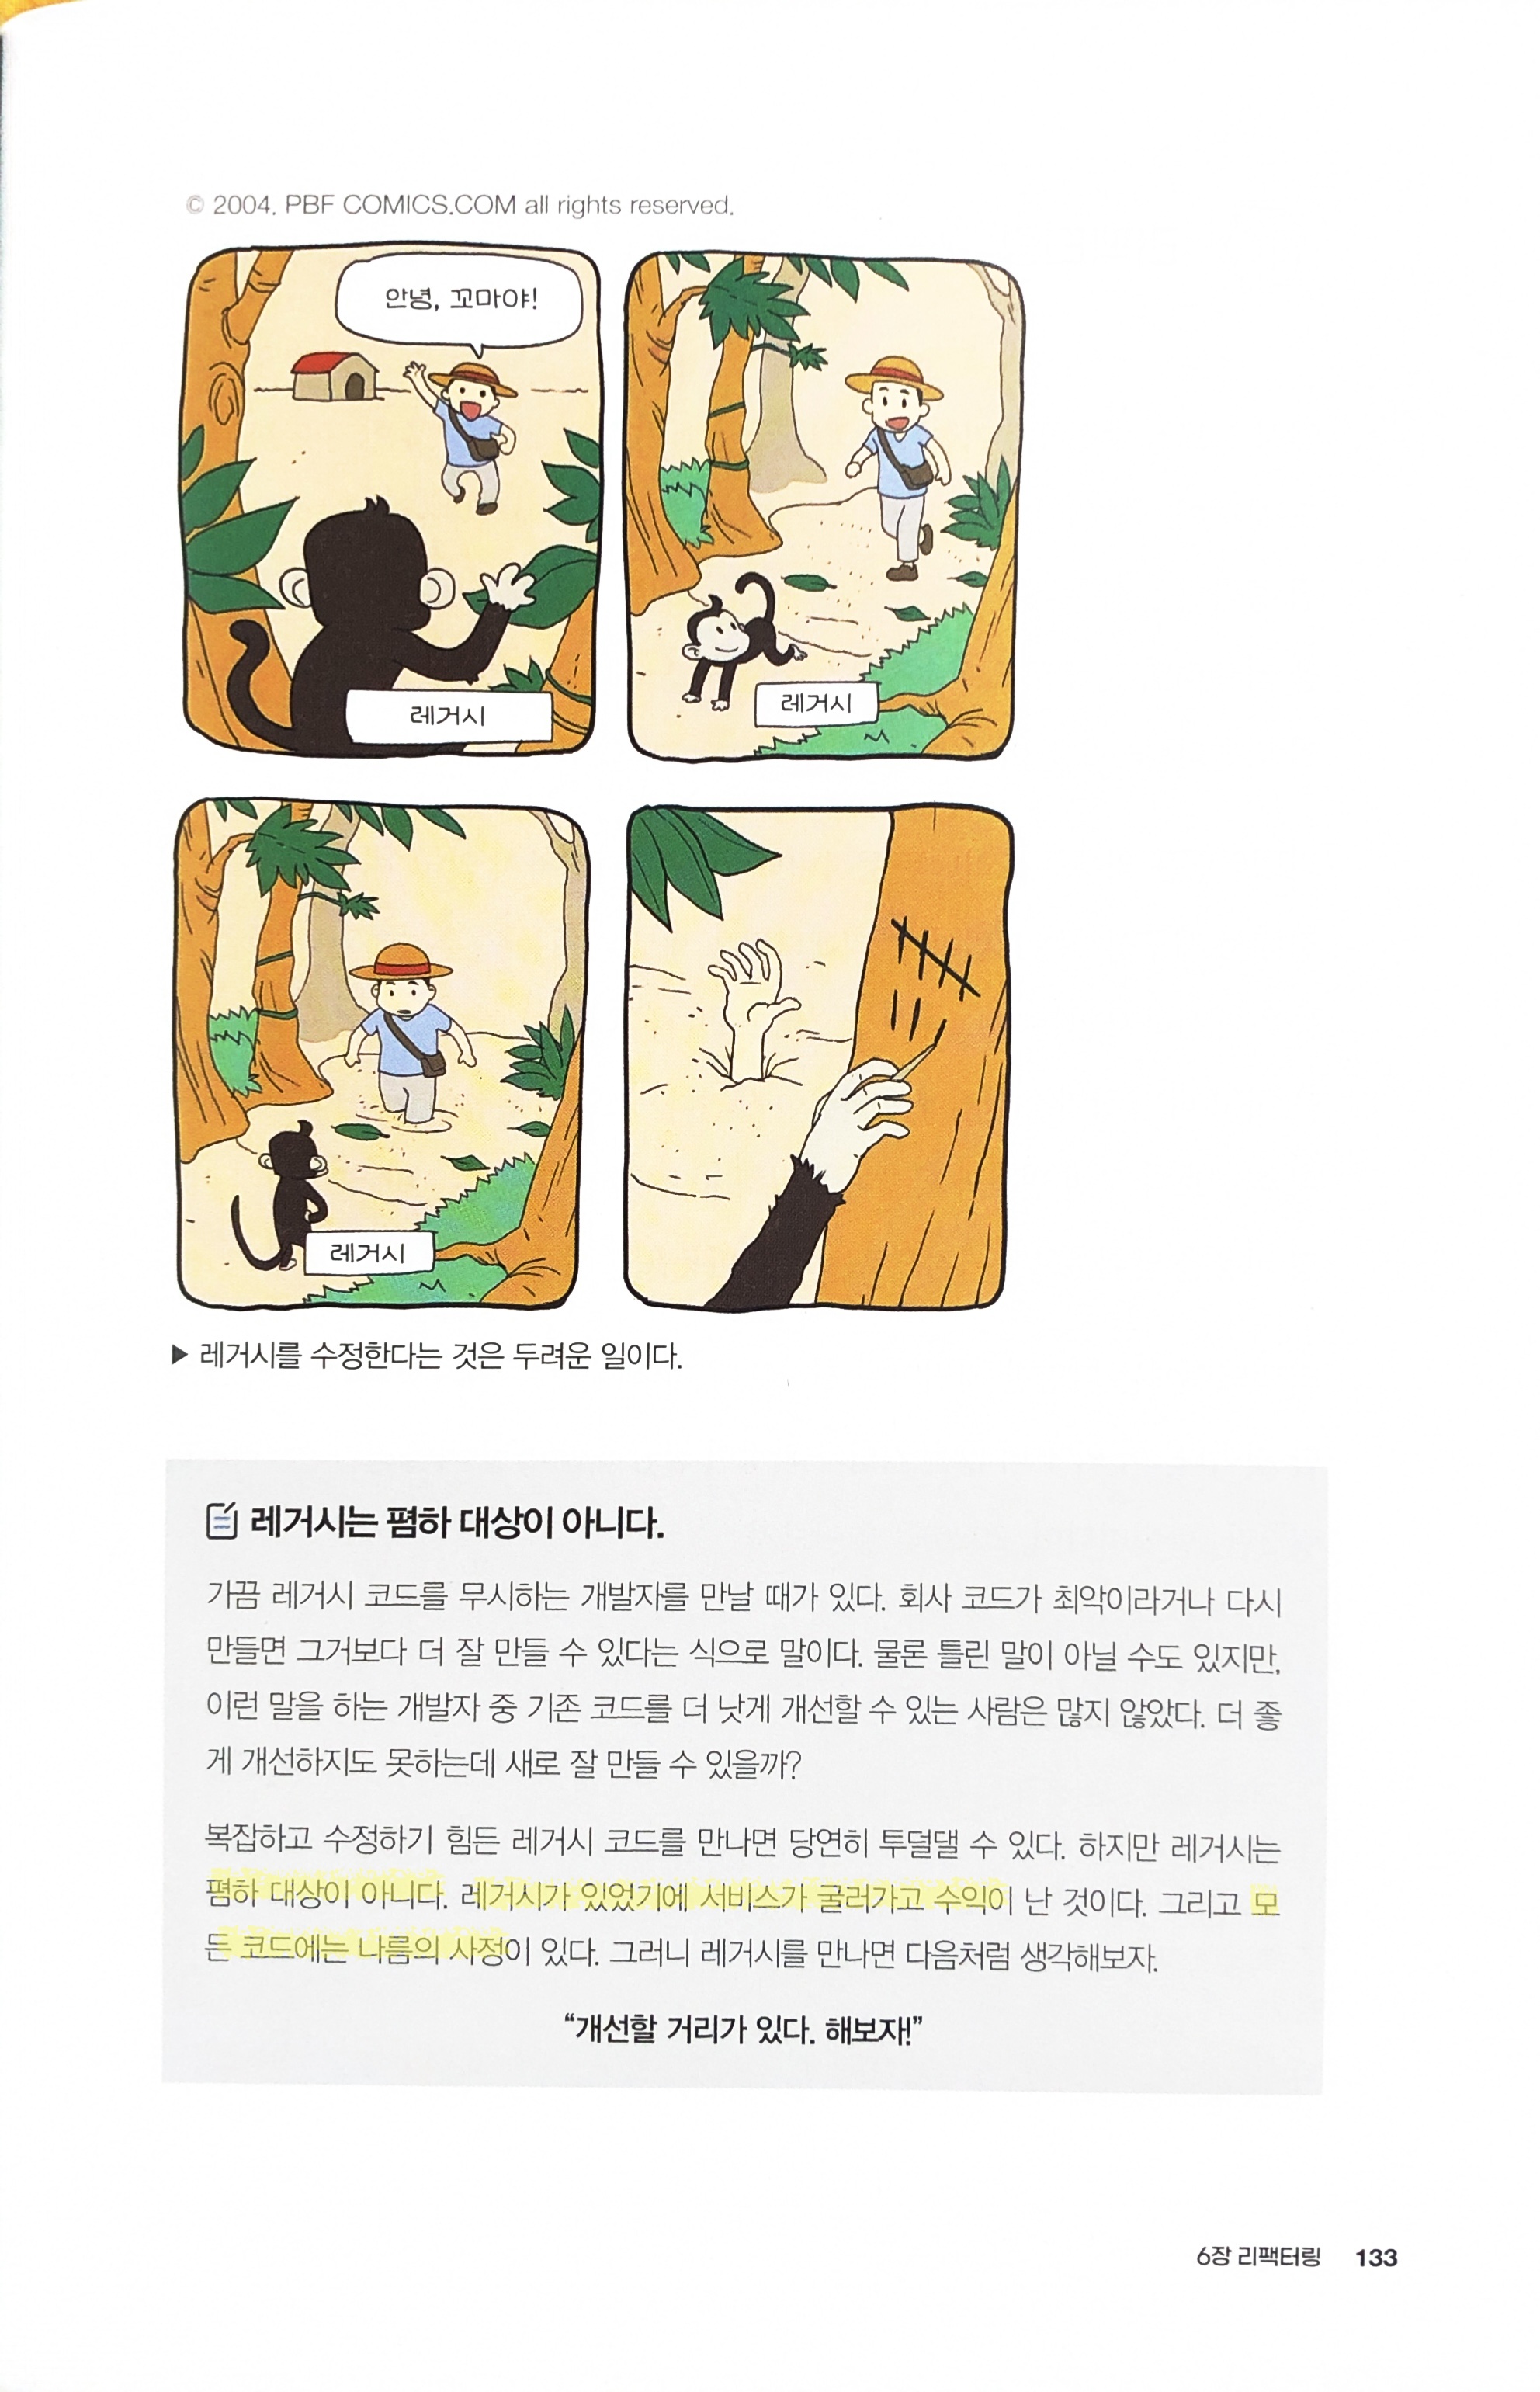 © 2004. PBF COMICS.COM all rights reserved.
안녕, 꼬마야!
레거시
레거시
레거시
▶ 레거시를 수정한다는 것은 두려운 일이다.
레거시는 폄하 대상이 아니다.
가끔 레거시 코드를 무시하는 개발자를 만날 때가 있다. 회사 코드가 최악이라거나 다시
만들면 그거보다 더 잘 만들 수 있다는 식으로 말이다. 물론 틀린 말이 아닐 수도 있지만,
이런 말을 하는 개발자 중 기존 코드를 더 낫게 개선할 수 있는 사람은 많지 않았다. 더 좋
게 개선하지도 못하는데 새로 잘 만들 수 있을까?
복잡하고 수정하기 힘든 레거시 코드를 만나면 당연히 투덜댈 수 있다. 하지만 레거시는
폄하 대상이 아니다. 레거시가 있었기에 서비스가 굴러가고 수익이 난 것이다. 그리고 모
든 코드에는 나름의 사정이 있다. 그러니 레거시를 만나면 다음처럼 생각해보자.
“개선할 거리가 있다. 해보자!”
6장 리팩터링 133